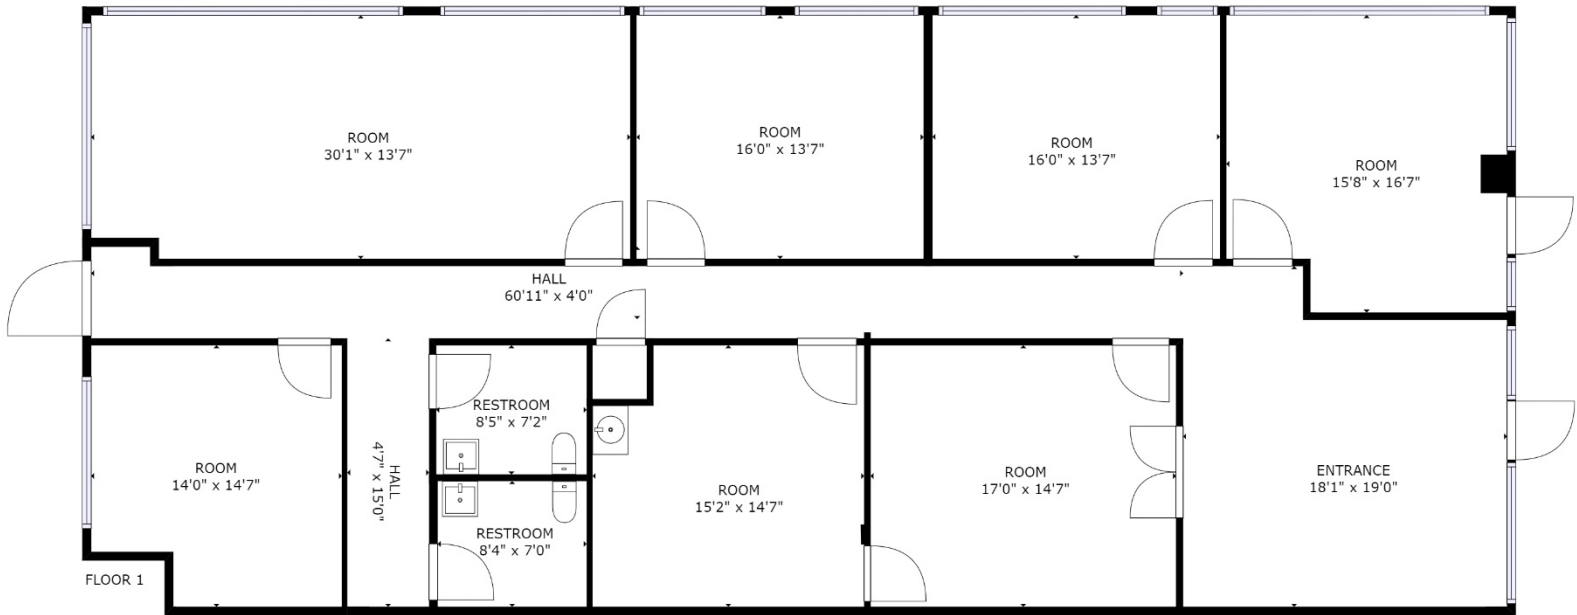 ROOM
30'1" x 13'7"
ROOM
16'0" x 13'7"
ROOM
16'0" x 13'7"
ROOM
15'8" x 16'7"
HALL
60'11" x 4'0"
ROOM
14'0" x 14'7"
HALL
4'7" x 15'0"
RESTROOM
8'5" x 7'2"
RESTROOM
8'4" x 7'0"
ROOM
15'2" x 14'7"
ROOM
17'0" x 14'7"
ENTRANCE
18'1" x 19'0"
FLOOR 1